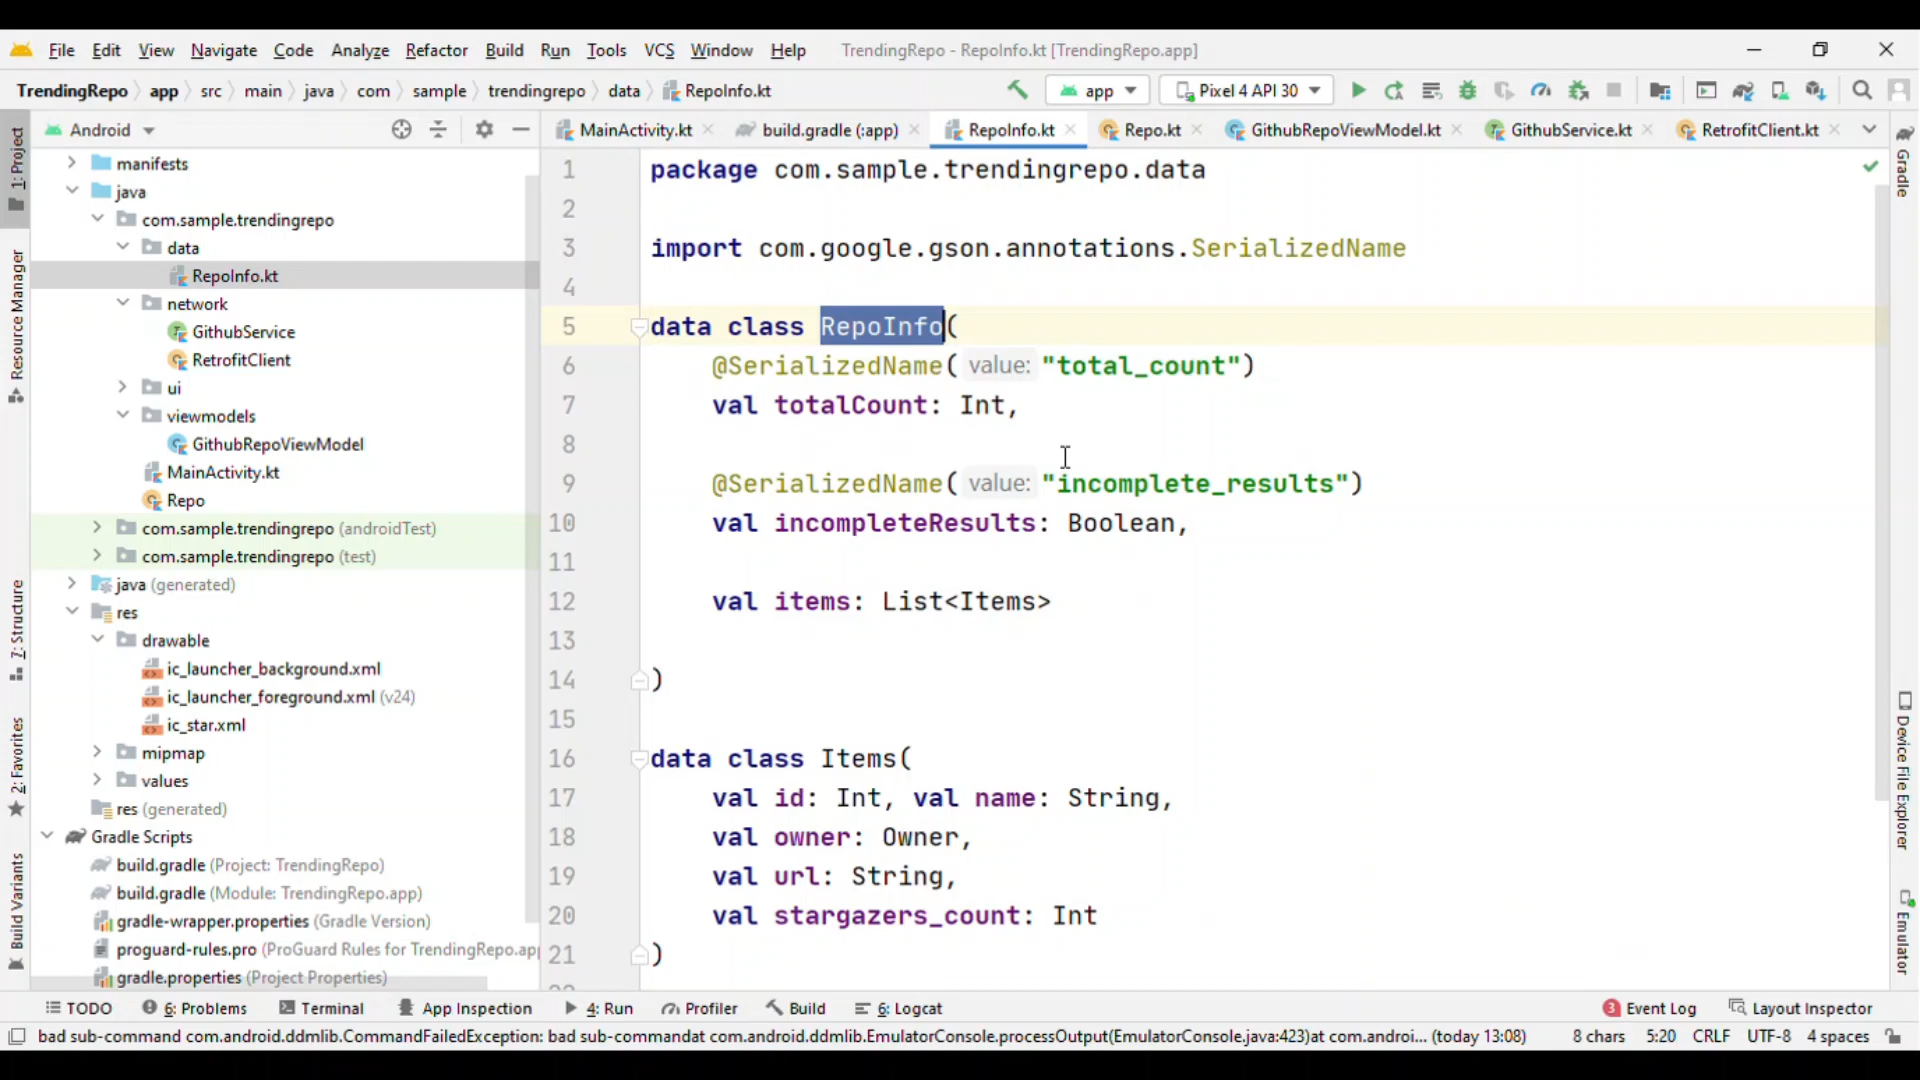 File Edit View Navigate Code Analyze Refactor Build Run Tools VCS Window Help TrendingRepo - RepoInfo.kt [TrendingRepo.app]
TrendingRepo app src main java com sample trendingrepo data RepoInfo.kt app Pixel 4 API 30
Android
MainActivity.kt build.gradle (:app) RepoInfo.kt Repo.kt GithubRepoViewModel.kt GithubService.kt RetrofitClient.kt
1: Project
Resource Manager
7: Structure
2: Favorites
Build Variants
manifests
java
com.sample.trendingrepo
data
RepoInfo.kt
network
GithubService
RetrofitClient
ui
viewmodels
GithubRepoViewModel
MainActivity.kt
Repo
com.sample.trendingrepo (androidTest)
com.sample.trendingrepo (test)
java (generated)
res
drawable
ic_launcher_background.xml
ic_launcher_foreground.xml (v24)
ic_star.xml
mipmap
values
res (generated)
Gradle Scripts
build.gradle (Project: TrendingRepo)
build.gradle (Module: TrendingRepo.app)
gradle-wrapper.properties (Gradle Version)
proguard-rules.pro (ProGuard Rules for TrendingRepo.app
gradle.properties (Project Properties)
1 package com.sample.trendingrepo.data
2
3 import com.google.gson.annotations.SerializedName
4
5 data class RepoInfo(
6 @SerializedName( value: "total_count")
7 val totalCount: Int,
8
9 @SerializedName( value: "incomplete_results")
10 val incompleteResults: Boolean,
11
12 val items: List<Items>
13
14 )
15
16 data class Items(
17 val id: Int, val name: String,
18 val owner: Owner,
19 val url: String,
20 val stargazers_count: Int
21 )
Gradle
Device File Explorer
Emulator
TODO 6: Problems Terminal App Inspection 4: Run Profiler Build 6: Logcat 3 Event Log Layout Inspector
bad sub-command com.android.ddmlib.CommandFailedException: bad sub-commandat com.android.ddmlib.EmulatorConsole.processOutput(EmulatorConsole.java:423)at com.androi... (today 13:08) 8 chars 5:20 CRLF UTF-8 4 spaces